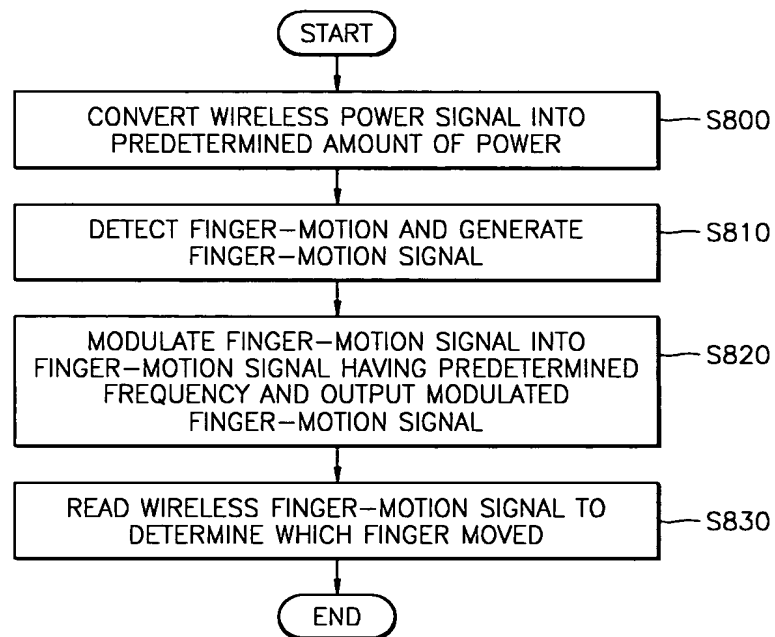 START
CONVERT WIRELESS POWER SIGNAL INTO
PREDETERMINED AMOUNT OF POWER
S800
DETECT FINGER-MOTION AND GENERATE
FINGER-MOTION SIGNAL
S810
MODULATE FINGER-MOTION SIGNAL INTO
FINGER-MOTION SIGNAL HAVING PREDETERMINED
FREQUENCY AND OUTPUT MODULATED
FINGER-MOTION SIGNAL
S820
READ WIRELESS FINGER-MOTION SIGNAL TO
DETERMINE WHICH FINGER MOVED
S830
END